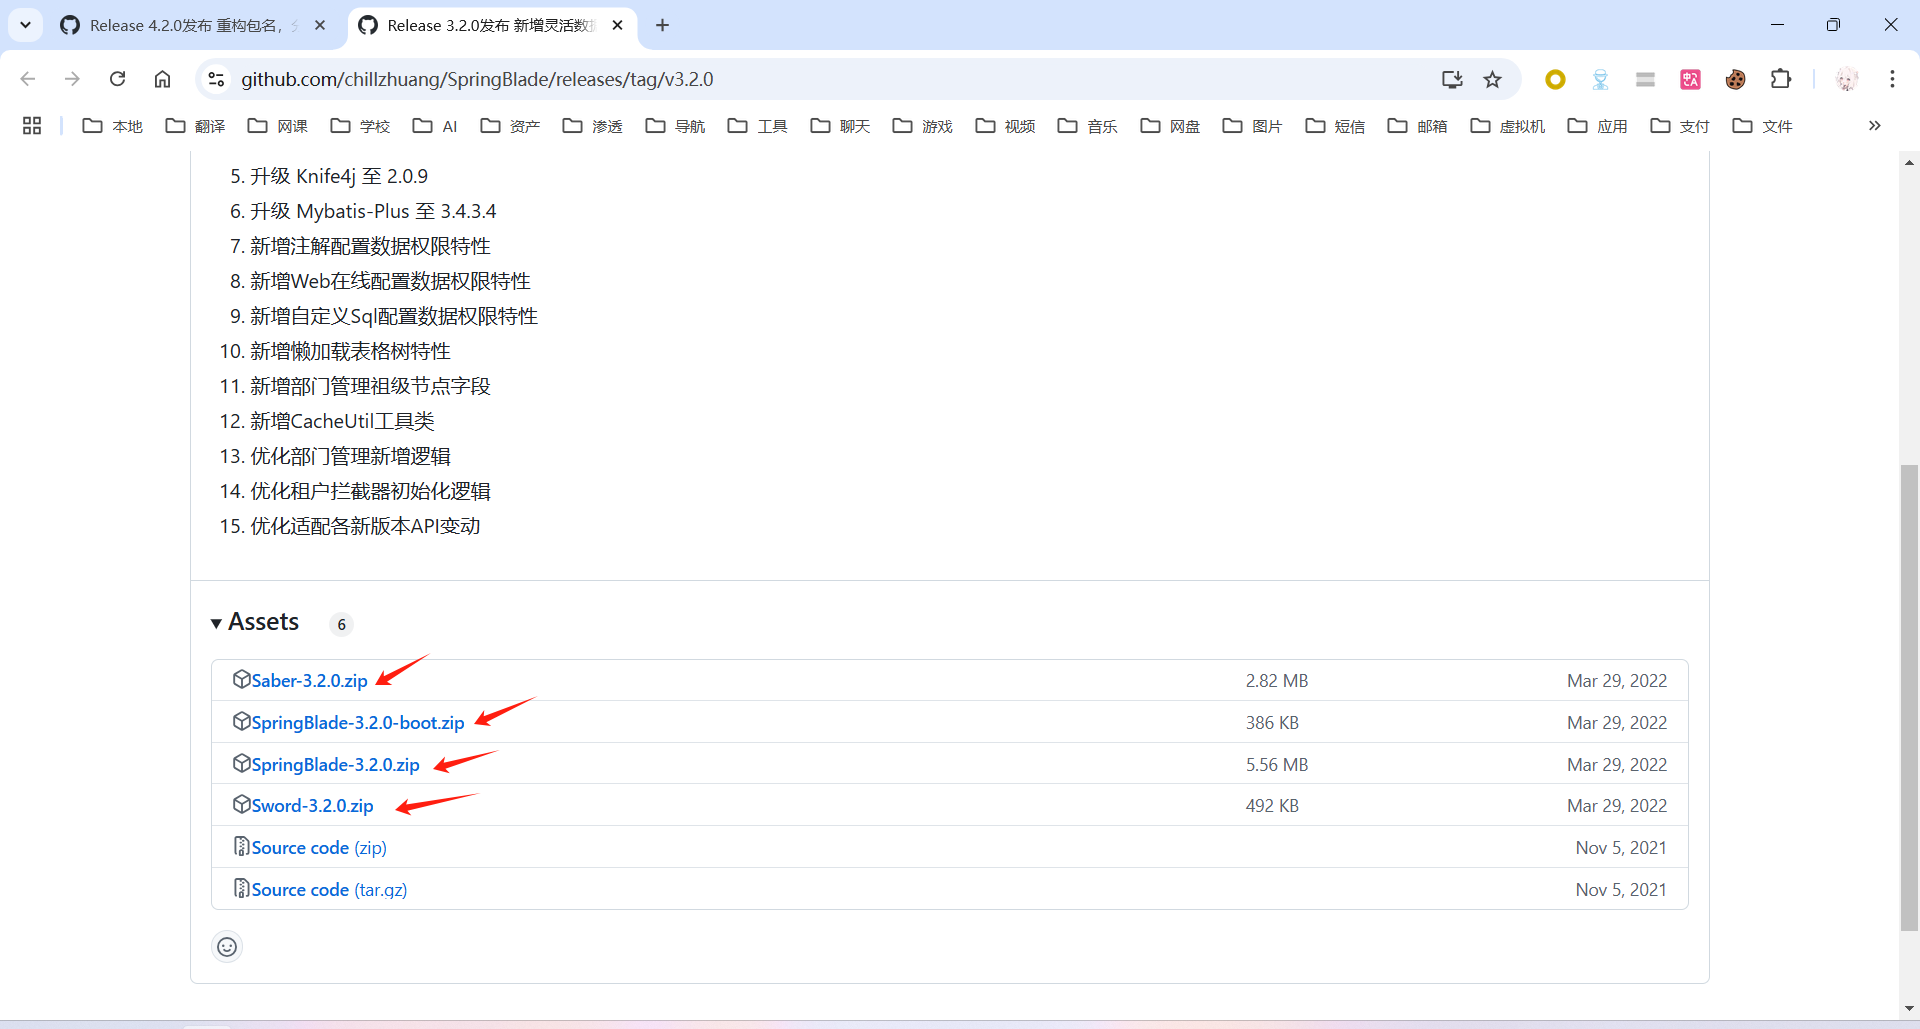 Release 4.2.0发布 重构包名，
Release 3.2.0发布 新增灵活数据
github.com/chillzhuang/SpringBlade/releases/tag/v3.2.0
本地 翻译 网课 学校 AI 资产 渗透 导航 工具 聊天 游戏 视频 音乐 网盘 图片 短信 邮箱 虚拟机 应用 支付 文件
5. 升级 Knife4j 至 2.0.9
6. 升级 Mybatis-Plus 至 3.4.3.4
7. 新增注解配置数据权限特性
8. 新增Web在线配置数据权限特性
9. 新增自定义Sql配置数据权限特性
10. 新增懒加载表格树特性
11. 新增部门管理祖级节点字段
12. 新增CacheUtil工具类
13. 优化部门管理新增逻辑
14. 优化租户拦截器初始化逻辑
15. 优化适配各新版本API变动
Assets 6
Saber-3.2.0.zip 2.82 MB Mar 29, 2022
SpringBlade-3.2.0-boot.zip 386 KB Mar 29, 2022
SpringBlade-3.2.0.zip 5.56 MB Mar 29, 2022
Sword-3.2.0.zip 492 KB Mar 29, 2022
Source code (zip) Nov 5, 2021
Source code (tar.gz) Nov 5, 2021